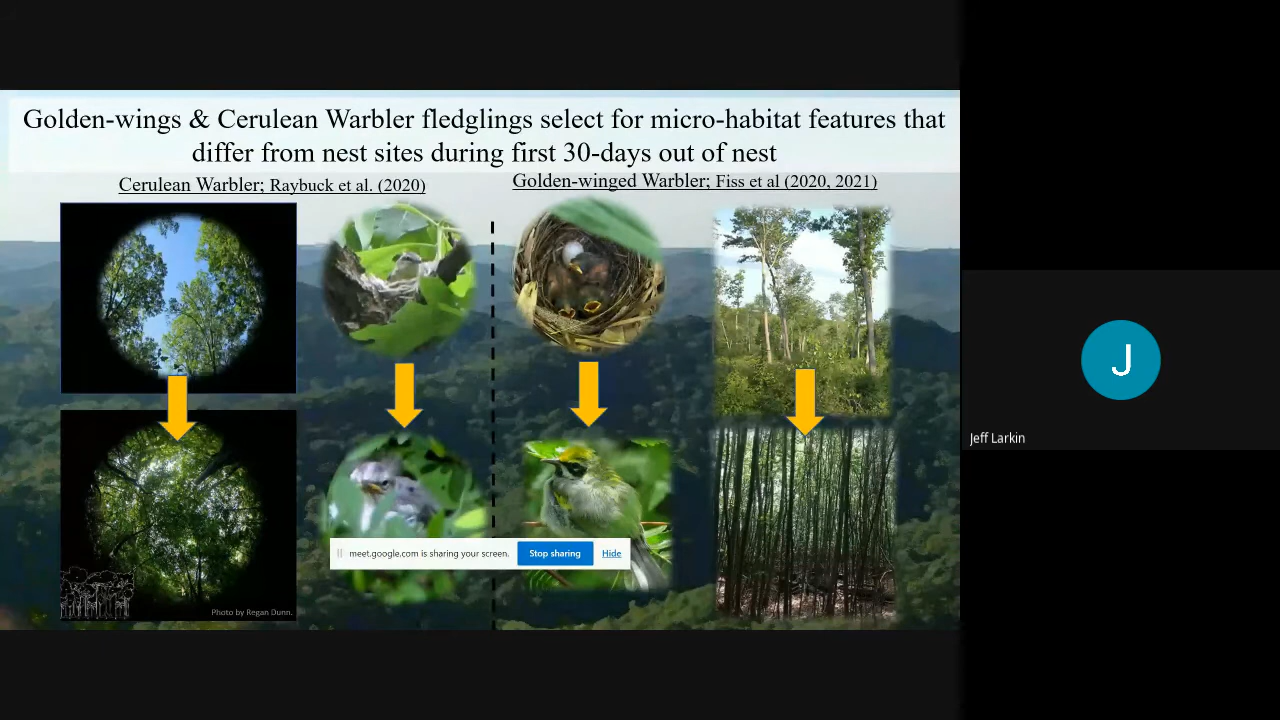 Golden-wings & Cerulean Warbler fledglings select for micro-habitat features that
differ from nest sites during first 30-days out of nest
Cerulean Warbler; Raybuck et al. (2020)
Golden-winged Warbler; Fiss et al (2020, 2021)
J
Jeff Larkin
meet.google.com is sharing your screen.
Stop sharing
Hide
Photo by Regan Dunn.